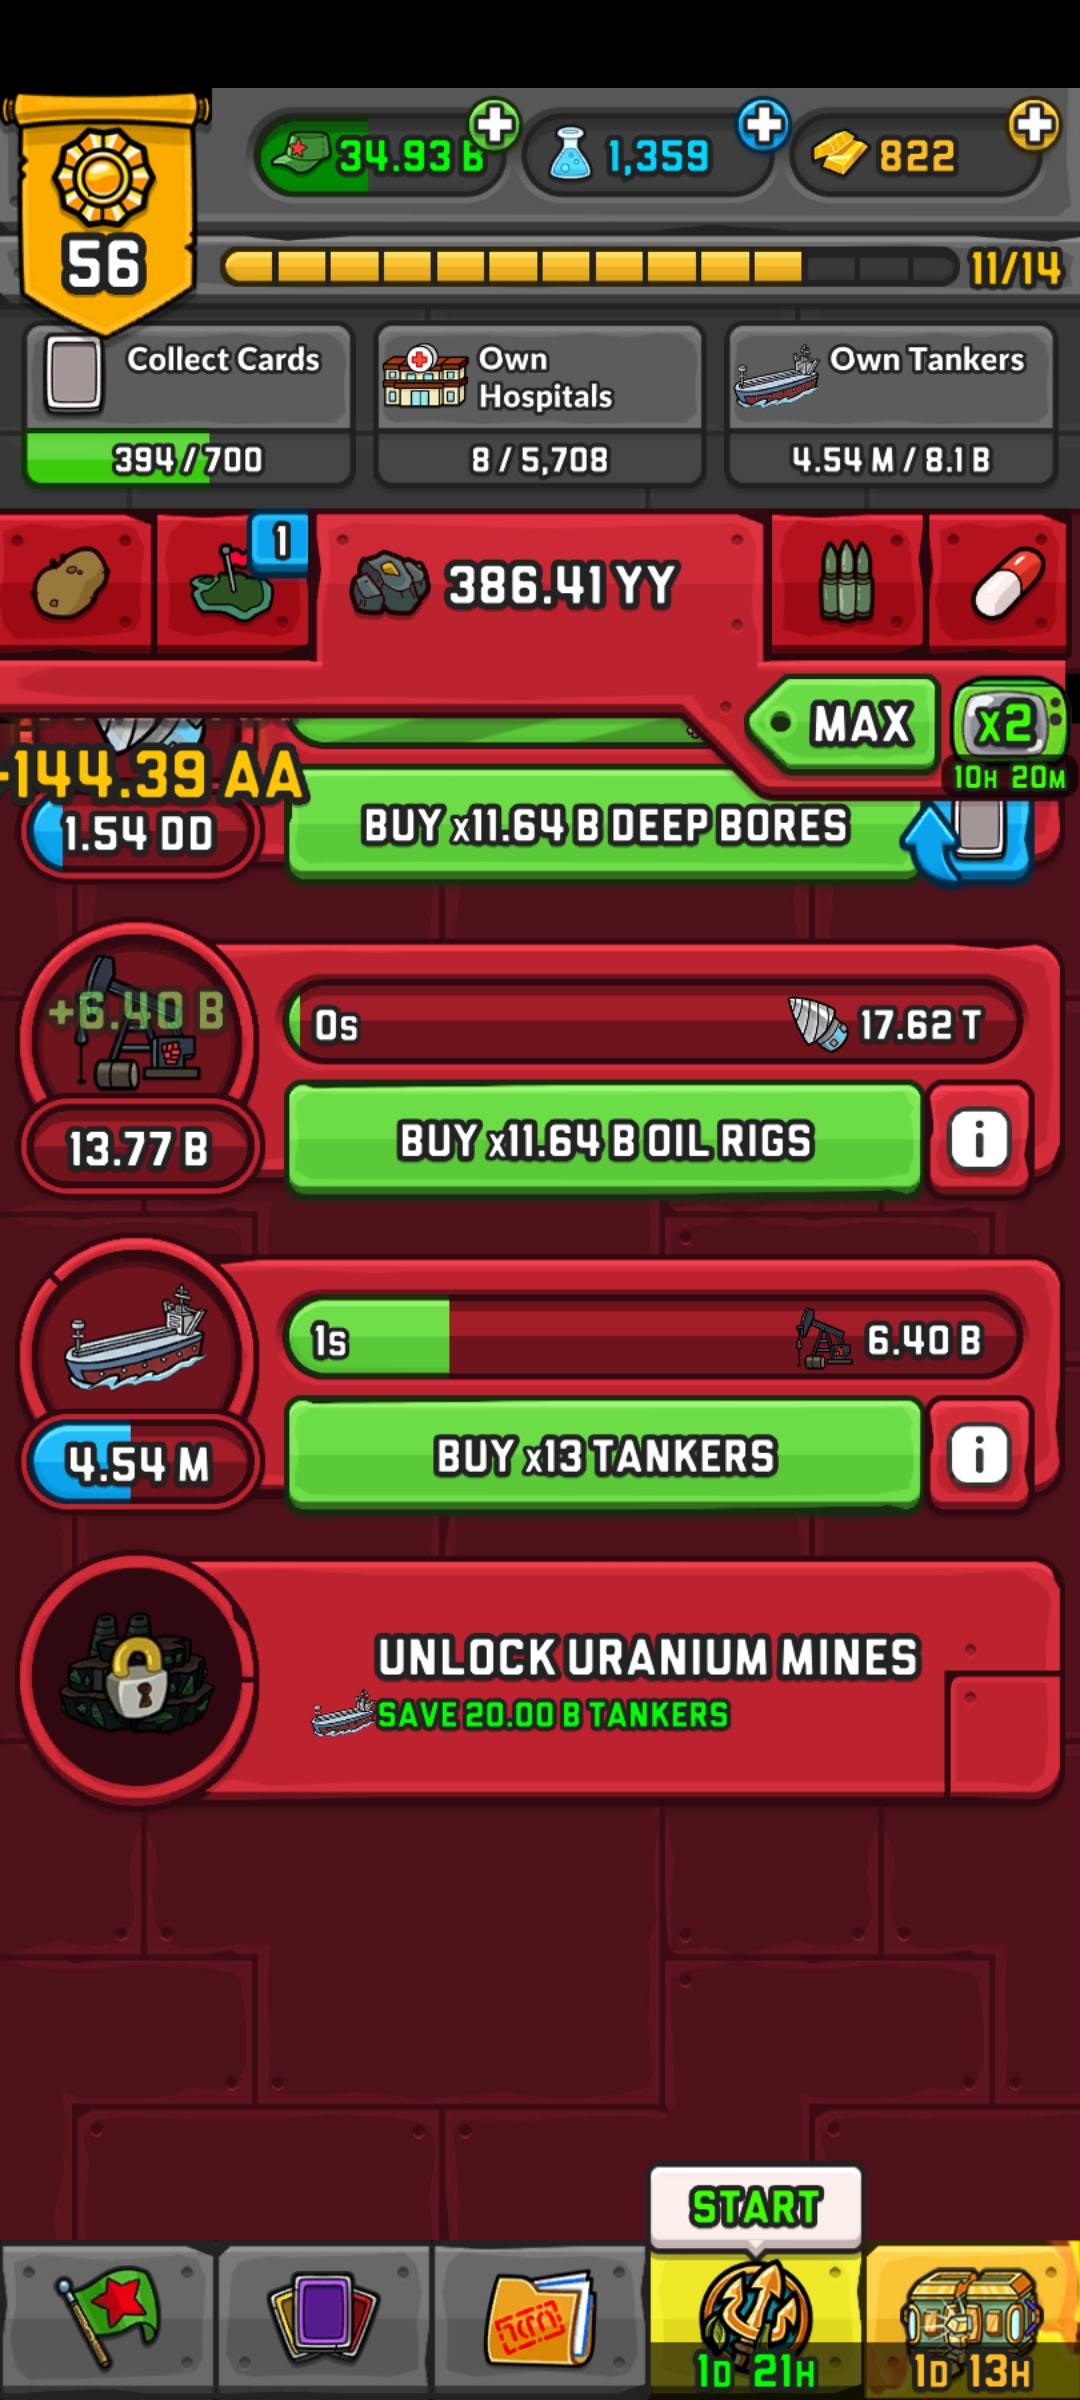 34.93 B
1,359
822
56
11/14
Collect Cards
394/700
Own
Hospitals
8 / 5,708
Own Tankers
4.54 M / 8.1 B
1
386.41 YY
MAX
X2
10H 20M
-144.39 AA
1.54 DD
BUY x11.64 B DEEP BORES
+6.40 B
0s
17.62 T
13.77 B
BUY x11.64 B OIL RIGS
i
1s
6.40 B
4.54 M
BUY x13 TANKERS
i
UNLOCK URANIUM MINES
SAVE 20.00 B TANKERS
START
1D 21H
1D 13H